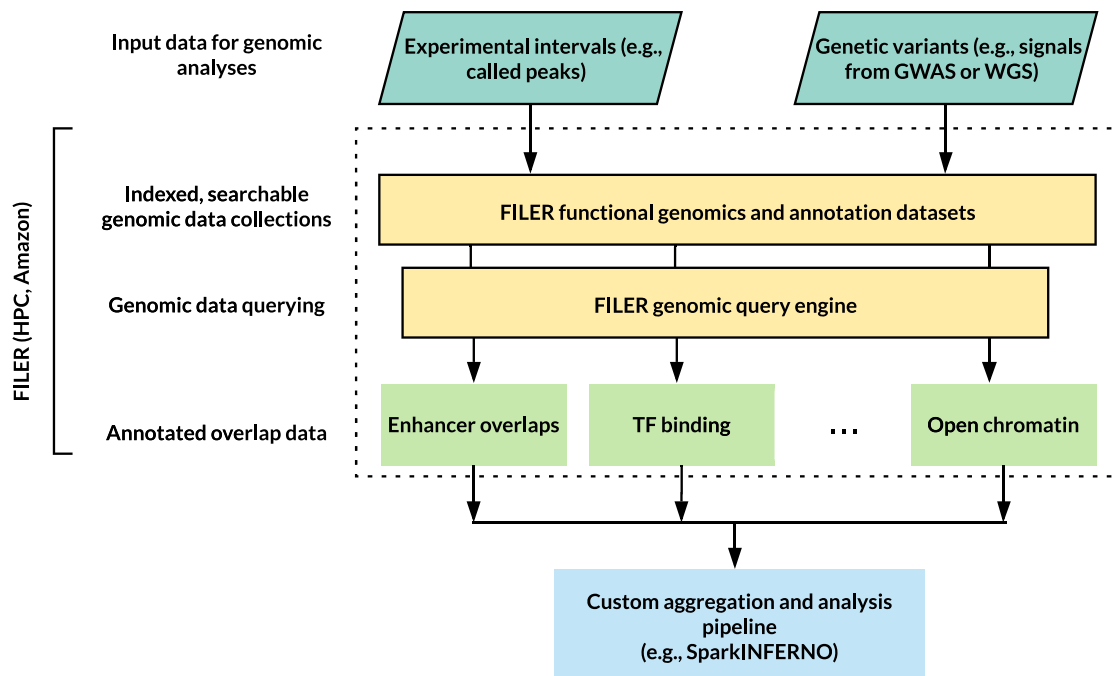 Input data for genomic
analyses
Experimental intervals (e.g.,
called peaks)
Genetic variants (e.g., signals
from GWAS or WGS)
FILER (HPC, Amazon)
Indexed, searchable
genomic data collections
FILER functional genomics and annotation datasets
Genomic data querying
FILER genomic query engine
Annotated overlap data
Enhancer overlaps
TF binding
...
Open chromatin
Custom aggregation and analysis
pipeline
(e.g., SparkINFERNO)